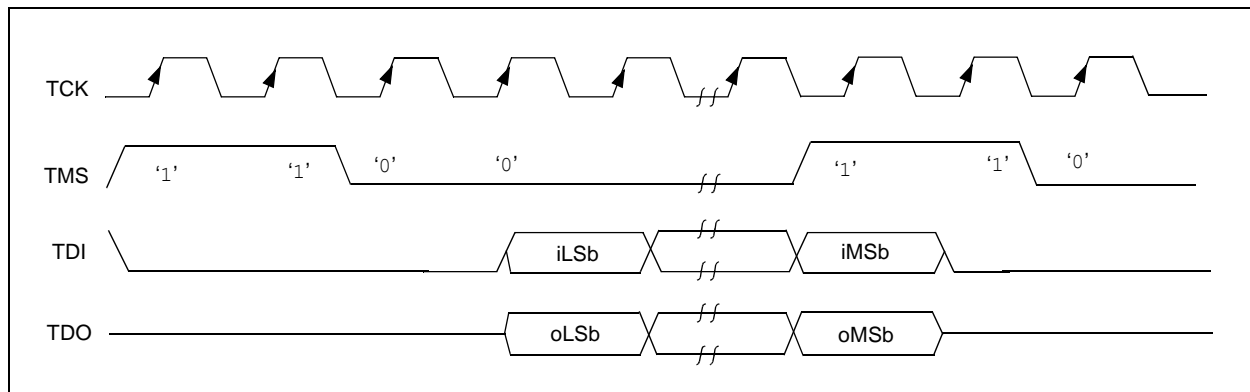 TCK
TMS ‘1’ ‘1’ ‘0’ ‘0’ ‘1’ ‘1’ ‘0’
TDI iLSb iMSb
TDO oLSb oMSb